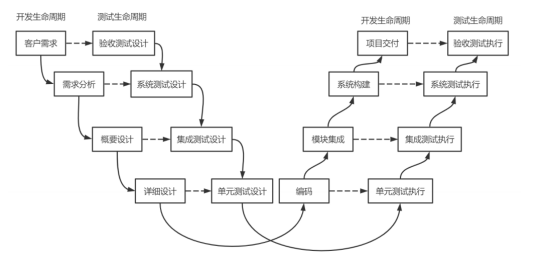 开发生命周期 测试生命周期 开发生命周期 测试生命周期
客户需求 验收测试设计 项目交付 验收测试执行
需求分析 系统测试设计 系统构建 系统测试执行
概要设计 集成测试设计 模块集成 集成测试执行
详细设计 单元测试设计 编码 单元测试执行